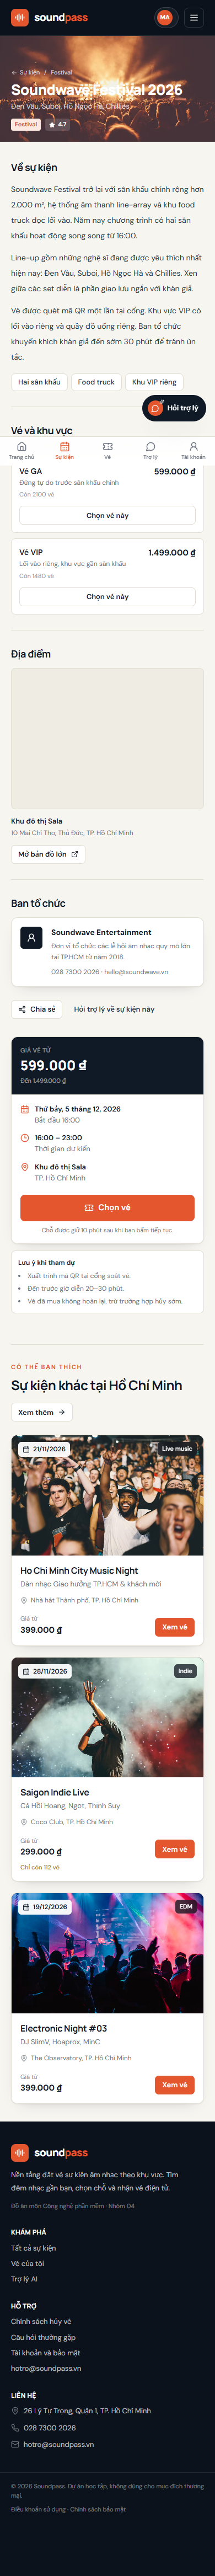 soundpass
MA
Sự kiện / Festival
Soundwave Festival 2026
Đen Vâu, Suboi, Hồ Ngọc Hà, Chillies
Festival
4.7
Về sự kiện
Soundwave Festival trở lại với sân khấu chính rộng hơn
2.000 m², hệ thống âm thanh line-array và khu food
truck dọc lối vào. Năm nay chương trình có hai sân
khấu hoạt động song song từ 16:00.
Line-up gồm những nghệ sĩ đang được yêu thích nhất
hiện nay: Đen Vâu, Suboi, Hồ Ngọc Hà và Chillies. Xen
giữa các set diễn là phần giao lưu ngắn với khán giả.
Vé được quét mã QR một lần tại cổng. Khu vực VIP có
lối vào riêng và quầy đồ uống riêng. Ban tổ chức
khuyến khích khán giả đến sớm 30 phút để tránh ùn
tắc.
Hai sân khấu
Food truck
Khu VIP riêng
Hỏi trợ lý
Vé và khu vực
Trang chủ
Sự kiện
Vé
Trợ lý
Tài khoản
Vé GA
599.000 ₫
Đứng tự do trước sân khấu chính
Còn 2100 vé
Chọn vé này
Vé VIP
1.499.000 ₫
Lối vào riêng, khu vực gần sân khấu
Còn 1480 vé
Chọn vé này
Địa điểm
Khu đô thị Sala
10 Mai Chí Thọ, Thủ Đức, TP. Hồ Chí Minh
Mở bản đồ lớn
Ban tổ chức
Soundwave Entertainment
Đơn vị tổ chức các lễ hội âm nhạc quy mô lớn
tại TP.HCM từ năm 2018.
028 7300 2026 · hello@soundwave.vn
Chia sẻ
Hỏi trợ lý về sự kiện này
GIÁ VÉ TỪ
599.000 ₫
Đến 1.499.000 ₫
Thứ bảy, 5 tháng 12, 2026
Bắt đầu 16:00
16:00 – 23:00
Thời gian dự kiến
Khu đô thị Sala
TP. Hồ Chí Minh
Chọn vé
Chỗ được giữ 10 phút sau khi bạn bấm tiếp tục.
Lưu ý khi tham dự
• Xuất trình mã QR tại cổng soát vé.
• Đến trước giờ diễn 20–30 phút.
• Vé đã mua không hoàn lại, trừ trường hợp hủy sớm.
CÓ THỂ BẠN THÍCH
Sự kiện khác tại Hồ Chí Minh
Xem thêm
21/11/2026
Live music
Ho Chi Minh City Music Night
Dàn nhạc Giao hưởng TP.HCM & khách mời
Nhà hát Thành phố, TP. Hồ Chí Minh
Giá từ
399.000 ₫
Xem vé
28/11/2026
Indie
Saigon Indie Live
Cá Hồi Hoang, Ngọt, Thịnh Suy
Coco Club, TP. Hồ Chí Minh
Giá từ
299.000 ₫
Xem vé
Chỉ còn 112 vé
19/12/2026
EDM
Electronic Night #03
DJ SlimV, Hoaprox, MinC
The Observatory, TP. Hồ Chí Minh
Giá từ
399.000 ₫
Xem vé
soundpass
Nền tảng đặt vé sự kiện âm nhạc theo khu vực. Tìm
đêm nhạc gần bạn, chọn chỗ và nhận vé điện tử.
Đồ án môn Công nghệ phần mềm · Nhóm 04
KHÁM PHÁ
Tất cả sự kiện
Vé của tôi
Trợ lý AI
HỖ TRỢ
Chính sách hủy vé
Câu hỏi thường gặp
Tài khoản và bảo mật
hotro@soundpass.vn
LIÊN HỆ
26 Lý Tự Trọng, Quận 1, TP. Hồ Chí Minh
028 7300 2026
hotro@soundpass.vn
© 2026 Soundpass. Dự án học tập, không dùng cho mục đích thương
mại.
Điều khoản sử dụng · Chính sách bảo mật